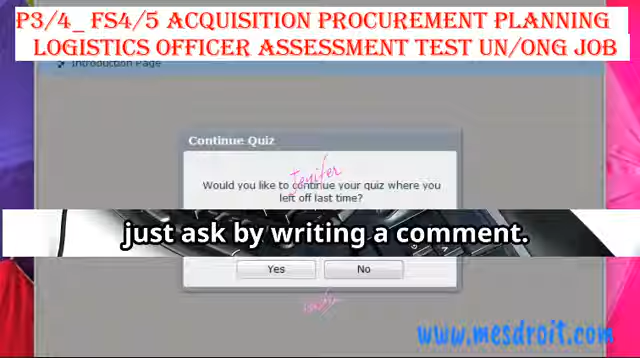 P3/4_ FS4/5 ACQUISITION PROCUREMENT PLANNING
LOGISTICS OFFICER ASSESSMENT TEST UN/ONG JOB
Introduction Page
Continue Quiz
Jenifer
Would you like to continue your quiz where you
left off last time?
just ask by writing a comment.
Yes No
www.mesdroit.com